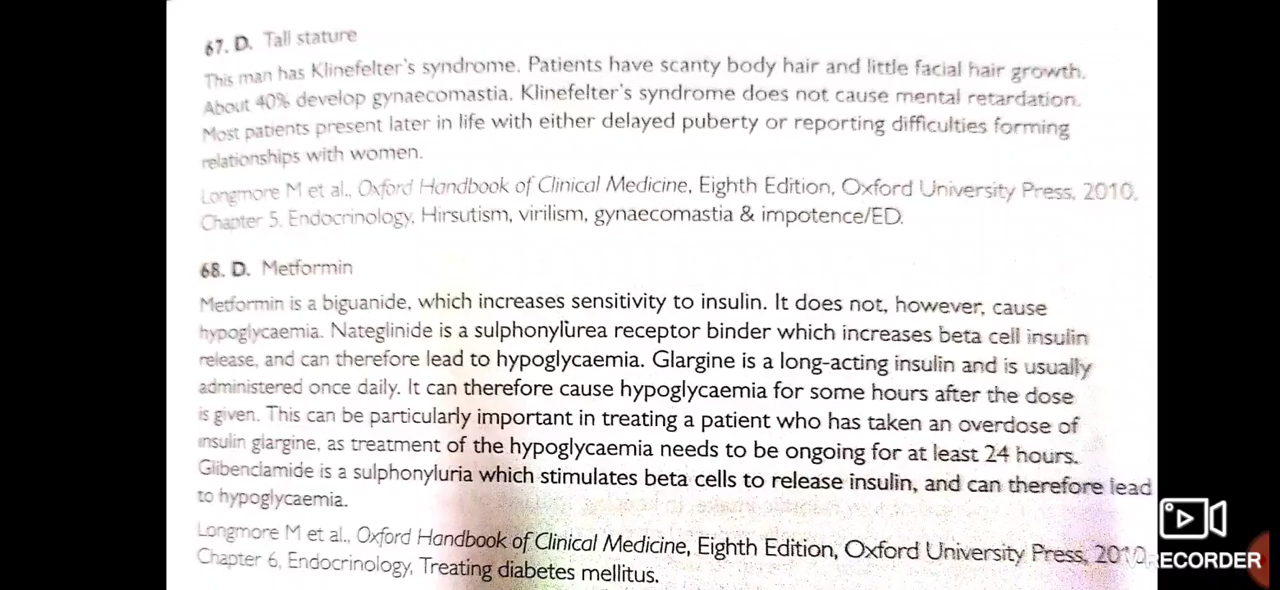 67. D. Tall stature
This man has Klinefelter's syndrome. Patients have scanty body hair and little facial hair growth.
About 40% develop gynaecomastia. Klinefelter's syndrome does not cause mental retardation.
Most patients present later in life with either delayed puberty or reporting difficulties forming
relationships with women.
Longmore M et al., Oxford Handbook of Clinical Medicine, Eighth Edition, Oxford University Press, 2010,
Chapter 5, Endocrinology, Hirsutism, virilism, gynaecomastia & impotence/ED.
68. D. Metformin
Metformin is a biguanide, which increases sensitivity to insulin. It does not, however, cause
hypoglycaemia. Nateglinide is a sulphonylurea receptor binder which increases beta cell insulin
release, and can therefore lead to hypoglycaemia. Glargine is a long-acting insulin and is usually
administered once daily. It can therefore cause hypoglycaemia for some hours after the dose
is given. This can be particularly important in treating a patient who has taken an overdose of
insulin glargine, as treatment of the hypoglycaemia needs to be ongoing for at least 24 hours.
Glibenclamide is a sulphonyluria which stimulates beta cells to release insulin, and can therefore lead
to hypoglycaemia.
Longmore M et al., Oxford Handbook of Clinical Medicine, Eighth Edition, Oxford University Press, 2010,
Chapter 6, Endocrinology, Treating diabetes mellitus.
RECORDER